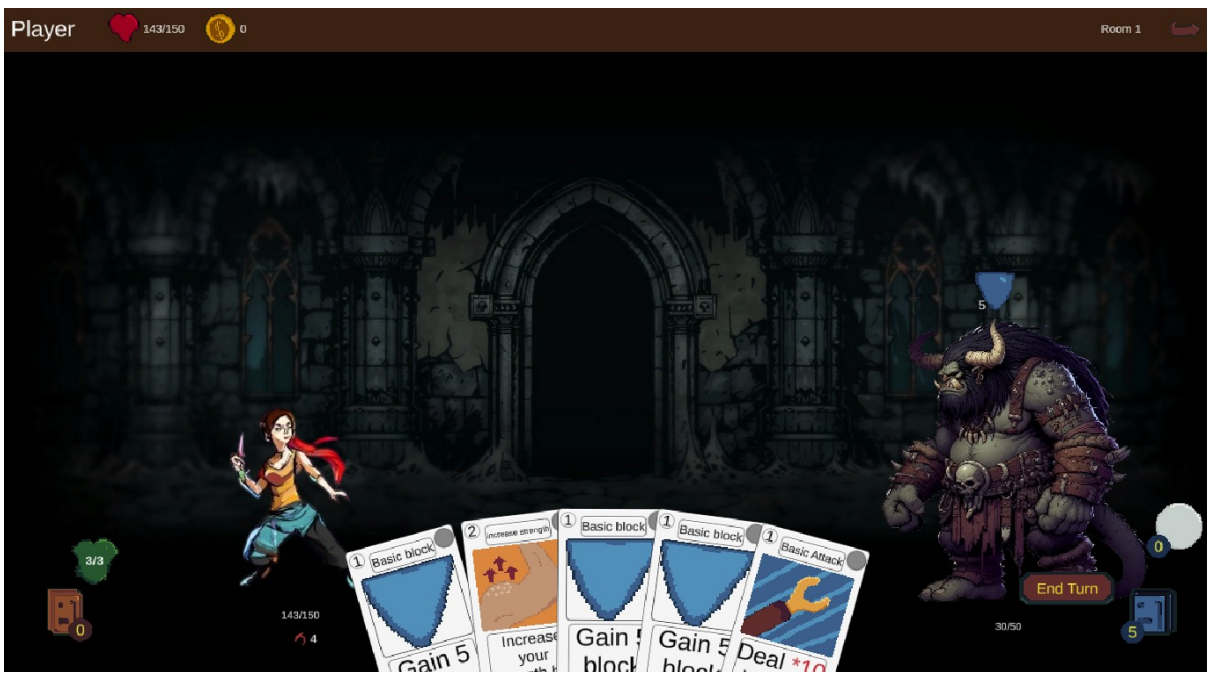 Player
143/150
0
Room 1
5
3/3
0
143/150
4
1
Basic block
Gain 5
2
Increase strength
Increase
your
1
Basic block
Gain 5
block
1
Basic block
Gain 5
block
1
Basic Attack
Deal *10
0
End Turn
5
30/50